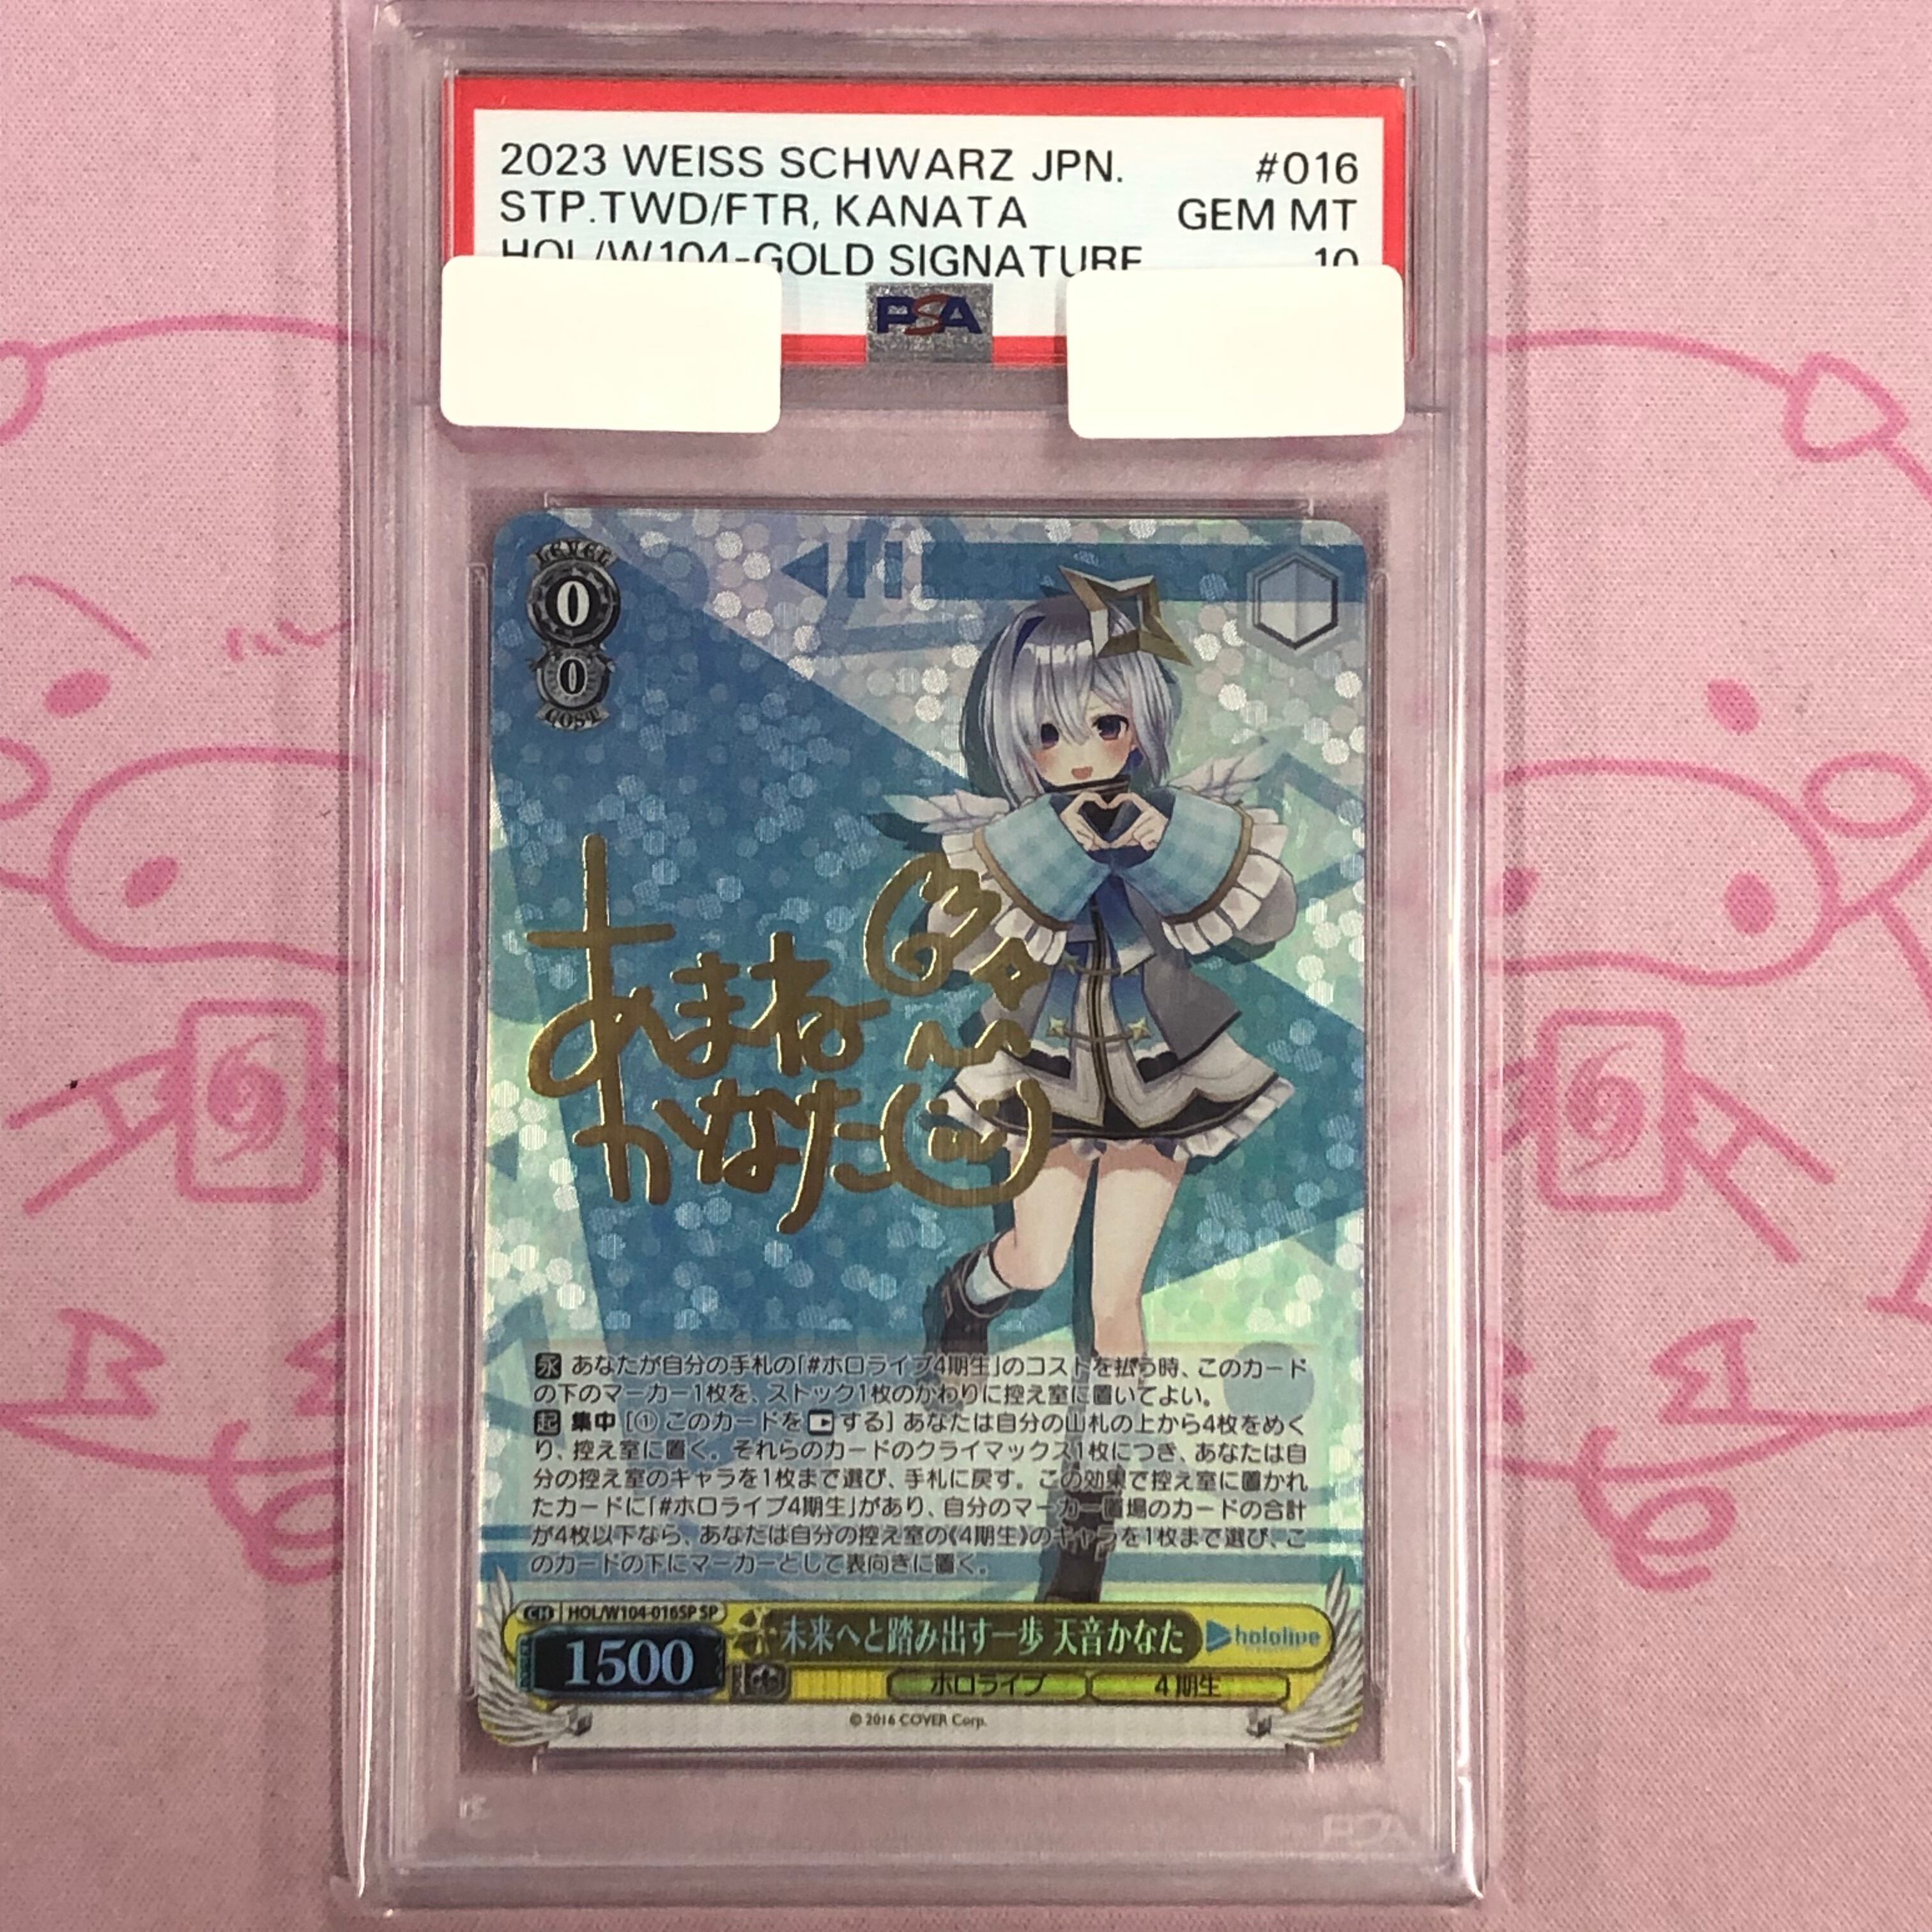 2023 WEISS SCHWARZ JPN. #016
STP.TWD/FTR, KANATA GEM MT
HOL/W104-GOLD SIGNATURE 10
PSA
LEVEL
0
0
COST
あまね
かなた
永 あなたが自分の手札の「#ホロライブ4期生」のコストを払う時、このカード
の下のマーカー1枚を、ストック1枚のかわりに控え室に置いてよい。
起 集中 [① このカードをする] あなたは自分の山札の上から4枚をめく
り、控え室に置く。それらのカードのクライマックス1枚につき、あなたは自
分の控え室のキャラを1枚まで選び、手札に戻す。この効果で控え室に置かれ
たカードに「#ホロライブ4期生」があり、自分のマーカー置場のカードの合計
が4枚以下なら、あなたは自分の控え室の《4期生》のキャラを1枚まで選び、こ
のカードの下にマーカーとして表向きに置く。
CH HOL/W104-016SP SP
未来へと踏み出す一歩 天音かなた
hololive
1500
ホロライブ 4期生
© 2016 COVER Corp.
PSA